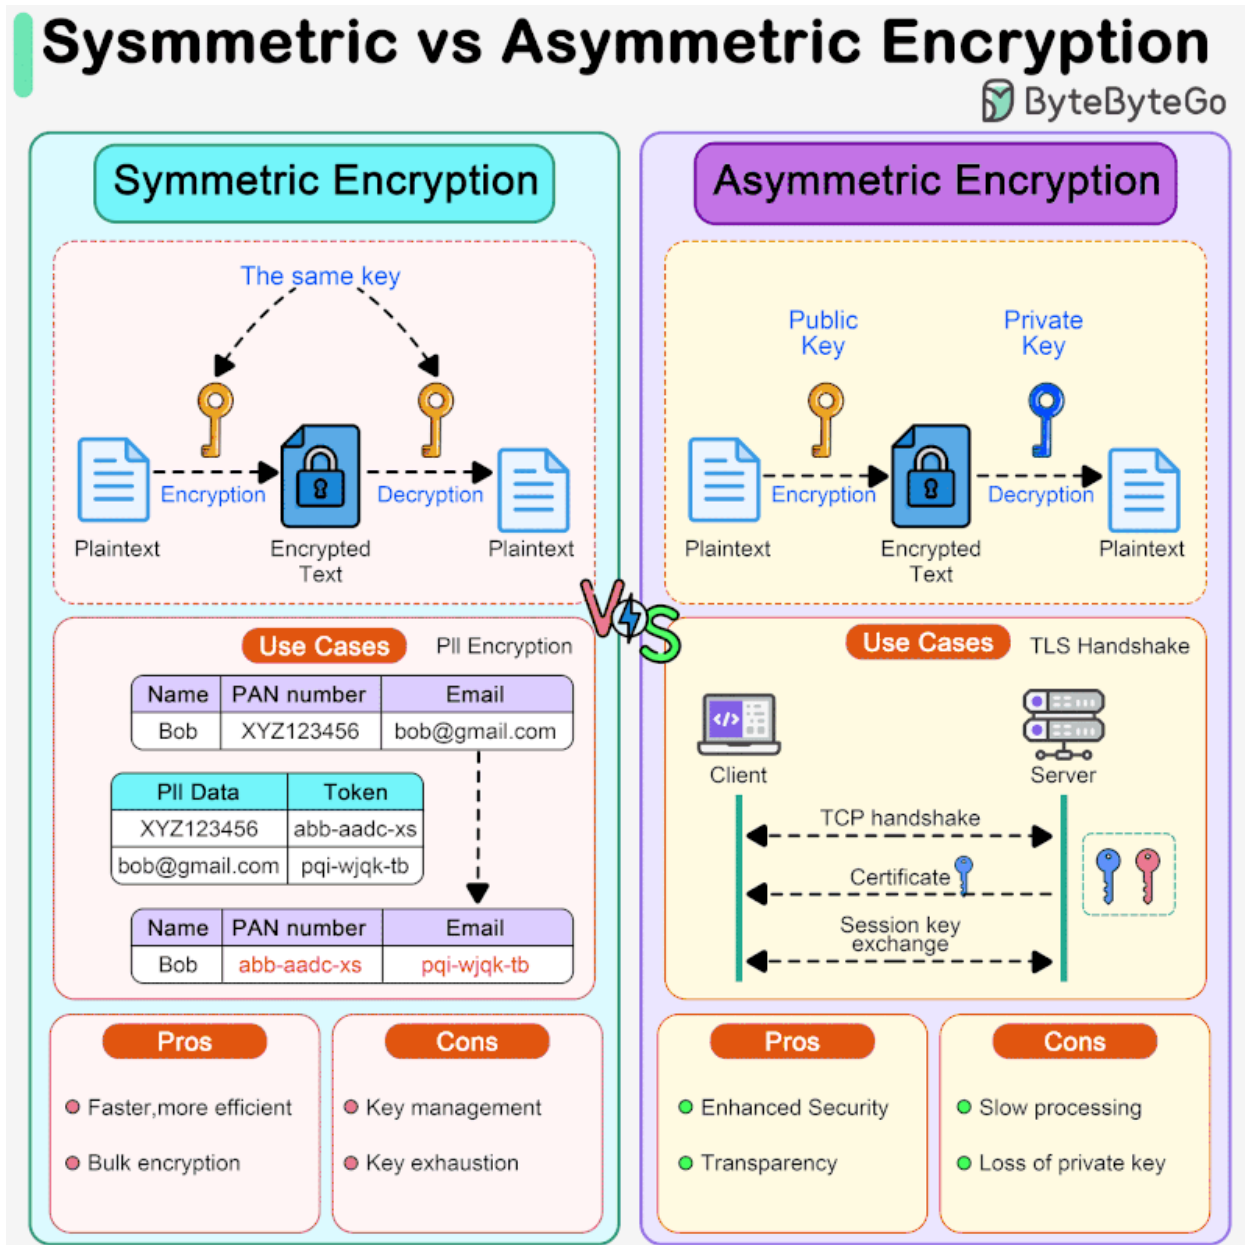 Sysmmetric vs Asymmetric Encryption
ByteByteGo
Symmetric Encryption
The same key
Encryption
Decryption
Plaintext
Encrypted
Text
Plaintext
Use Cases
PII Encryption
Name PAN number Email
Bob XYZ123456 bob@gmail.com
PII Data Token
XYZ123456 abb-aadc-xs
bob@gmail.com pqi-wjqk-tb
Name PAN number Email
Bob abb-aadc-xs pqi-wjqk-tb
Pros
Faster,more efficient
Bulk encryption
Cons
Key management
Key exhaustion
VS
Asymmetric Encryption
Public
Key
Private
Key
Encryption
Decryption
Plaintext
Encrypted
Text
Plaintext
Use Cases
TLS Handshake
</>
Client
Server
TCP handshake
Certificate
Session key
exchange
Pros
Enhanced Security
Transparency
Cons
Slow processing
Loss of private key